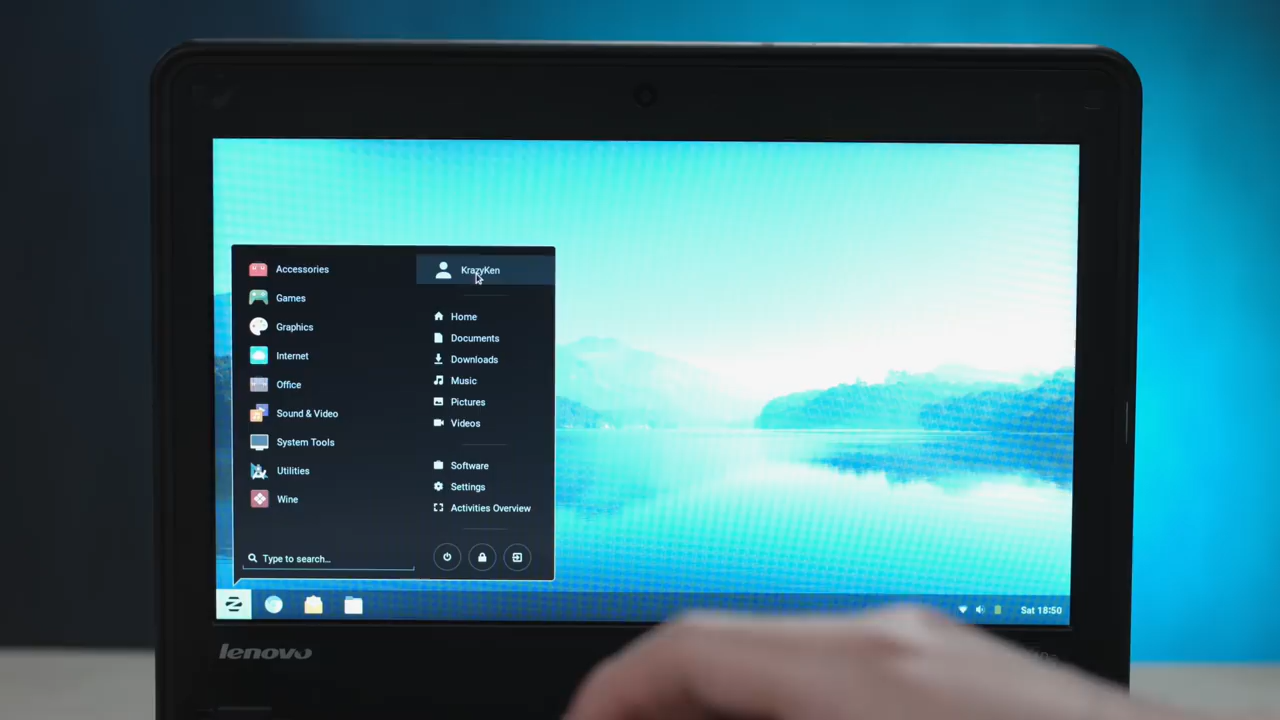 Accessories
Games
Graphics
Internet
Office
Sound & Video
System Tools
Utilities
Wine
Type to search...
KrazyKen
Home
Documents
Downloads
Music
Pictures
Videos
Software
Settings
Activities Overview
Sat 18:50
lenovo